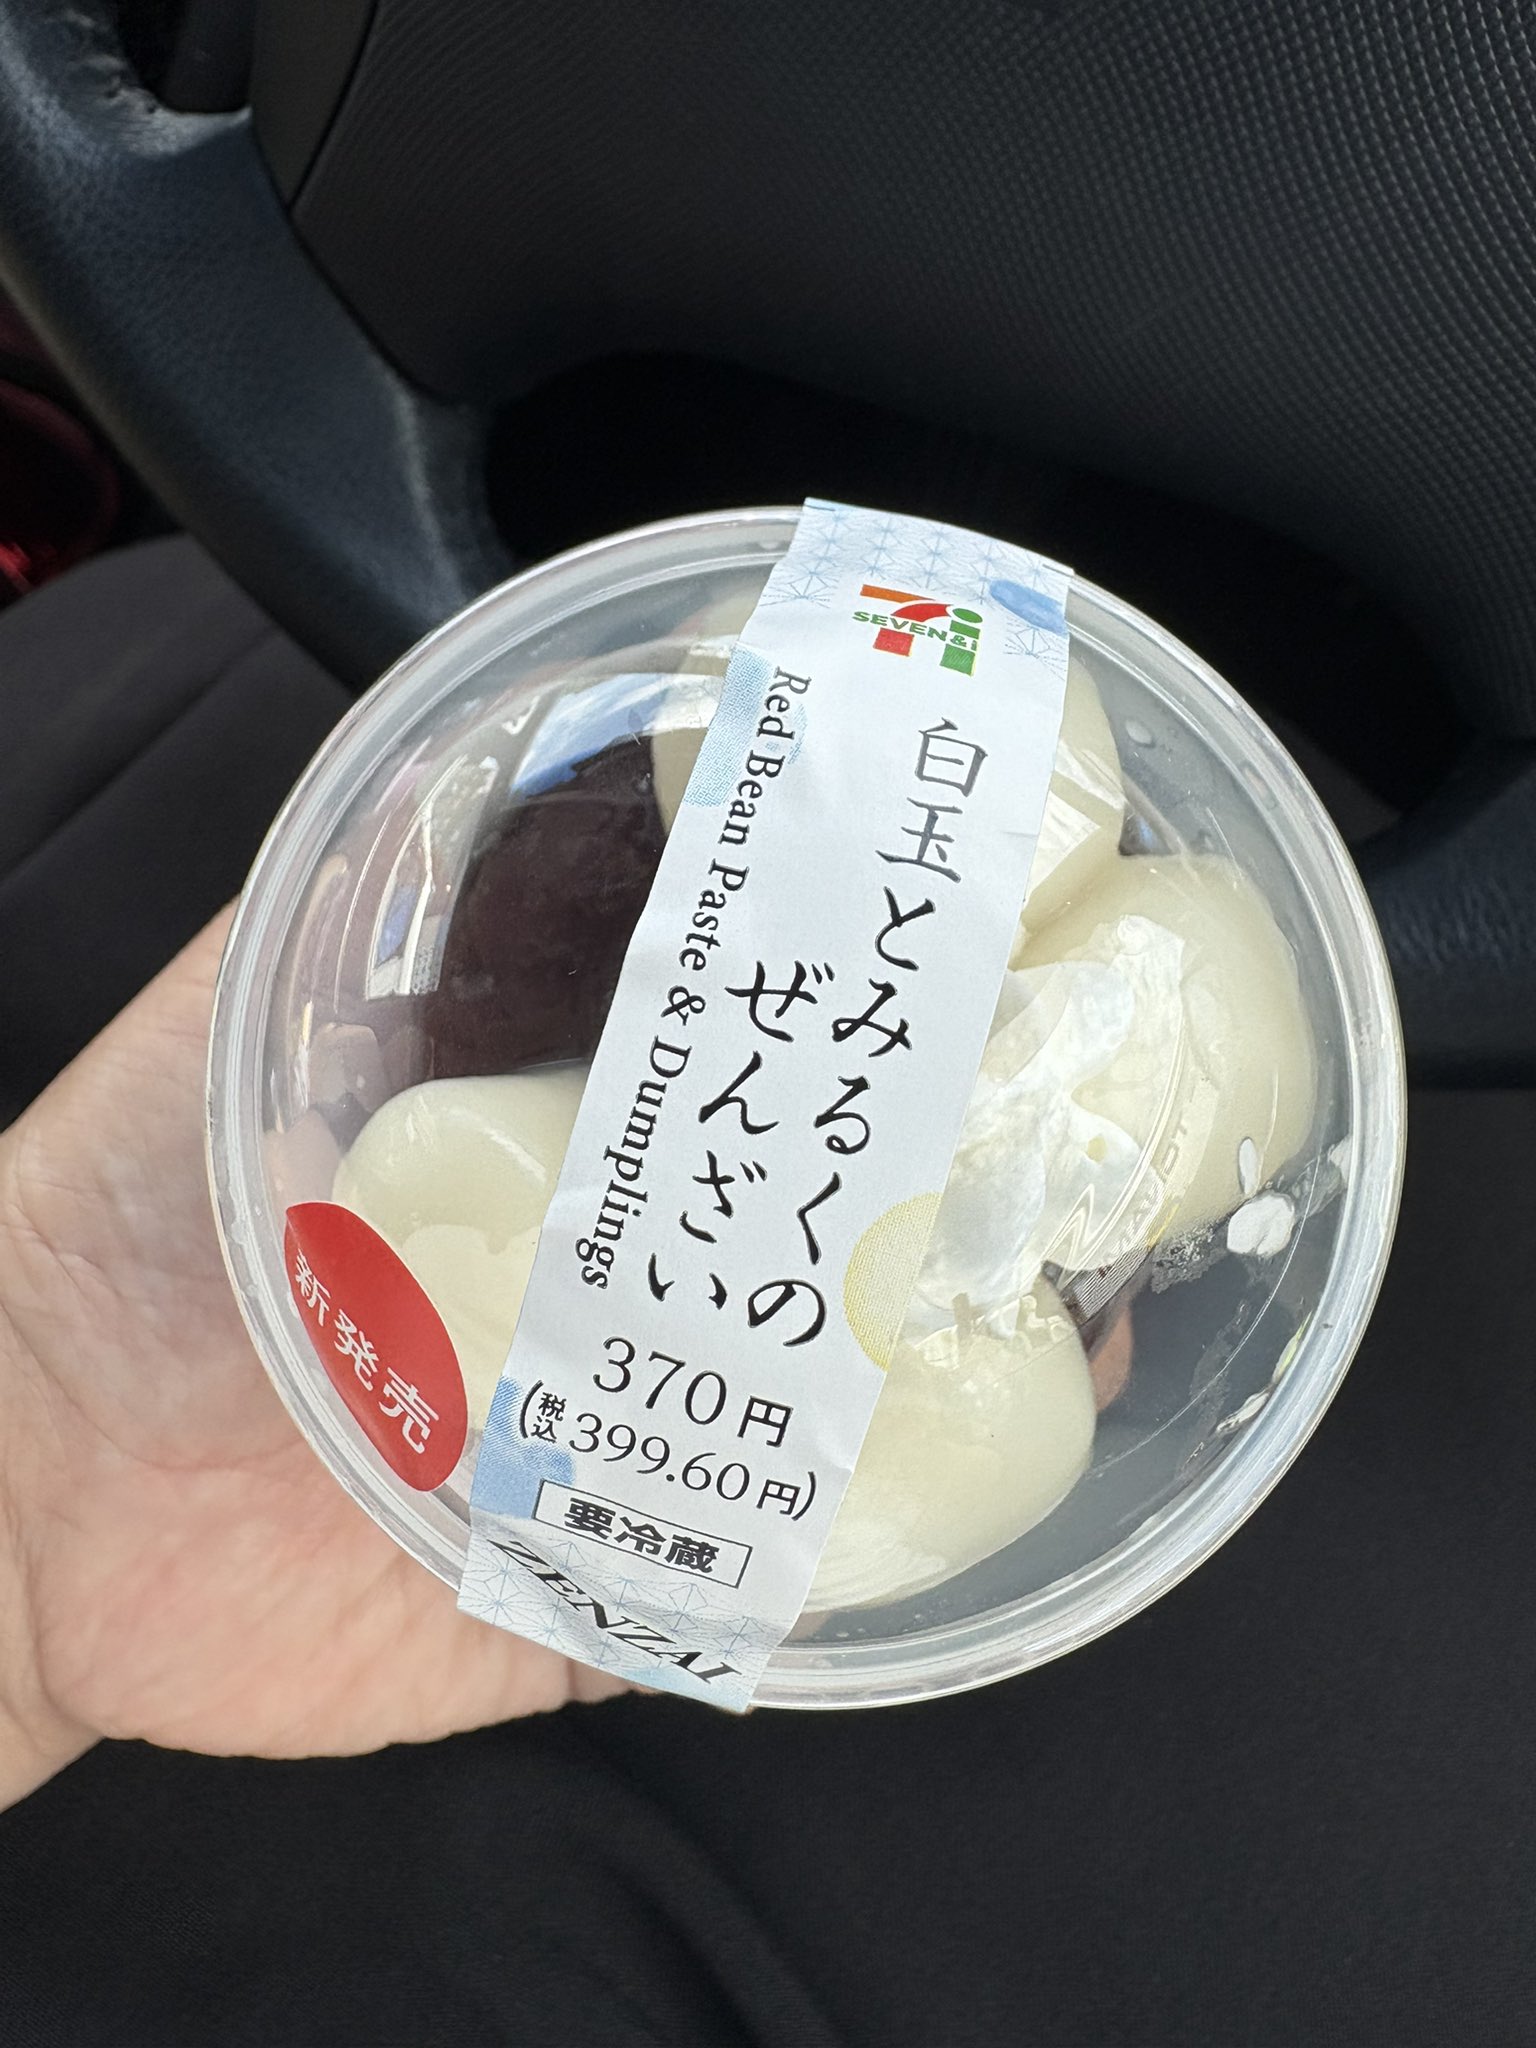 SEVEN&i
白玉とみるくの
ぜんざい
Red Bean Paste & Dumplings
370円
(税込399.60円)
要冷蔵
ZENZAI
新発売